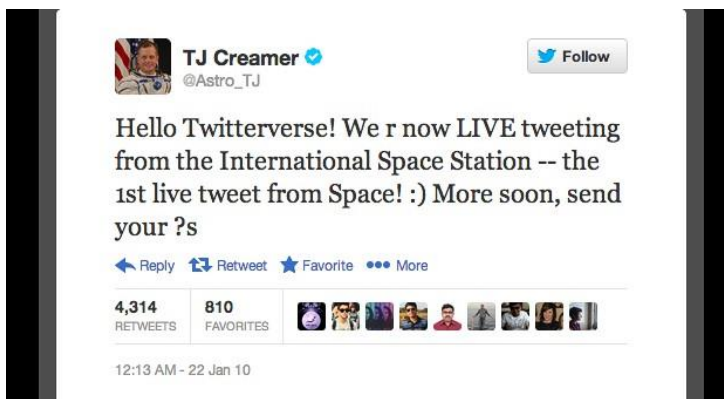 TJ Creamer
@Astro_TJ
Follow
Hello Twitterverse! We r now LIVE tweeting
from the International Space Station -- the
1st live tweet from Space! :) More soon, send
your ?s
Reply Retweet Favorite More
4,314 810
RETWEETS FAVORITES
12:13 AM - 22 Jan 10